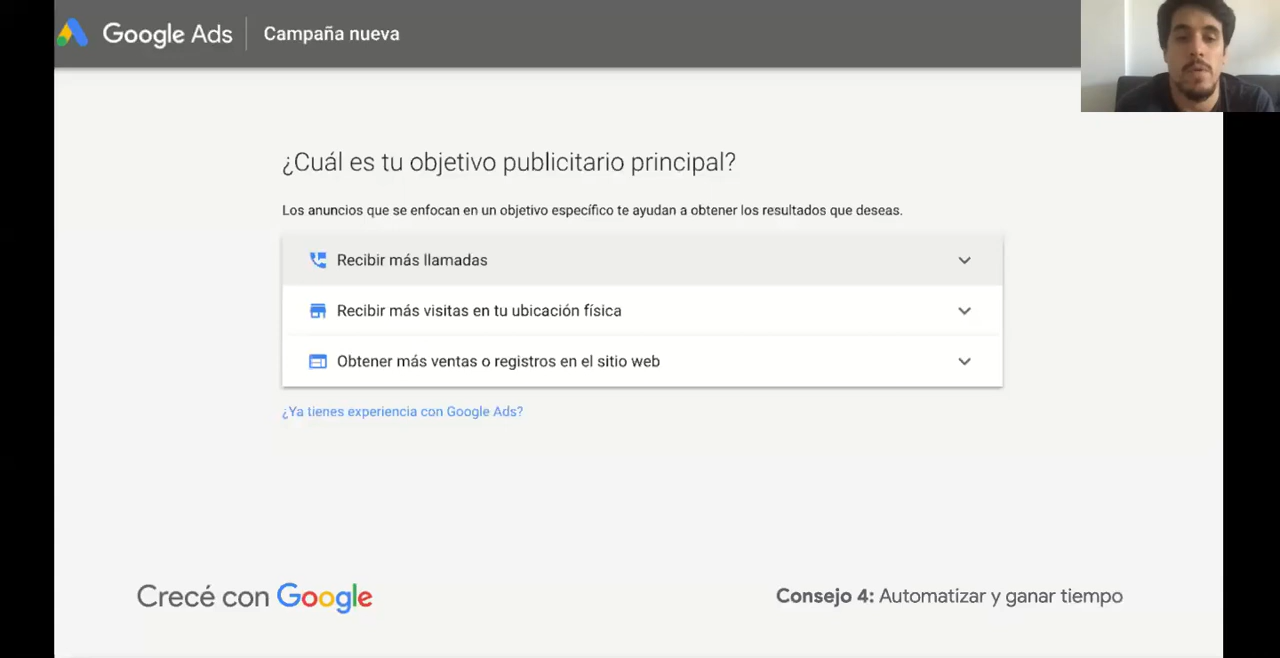 Google Ads Campaña nueva
¿Cuál es tu objetivo publicitario principal?
Los anuncios que se enfocan en un objetivo específico te ayudan a obtener los resultados que deseas.
Recibir más llamadas
Recibir más visitas en tu ubicación física
Obtener más ventas o registros en el sitio web
¿Ya tienes experiencia con Google Ads?
Crecé con Google
Consejo 4: Automatizar y ganar tiempo